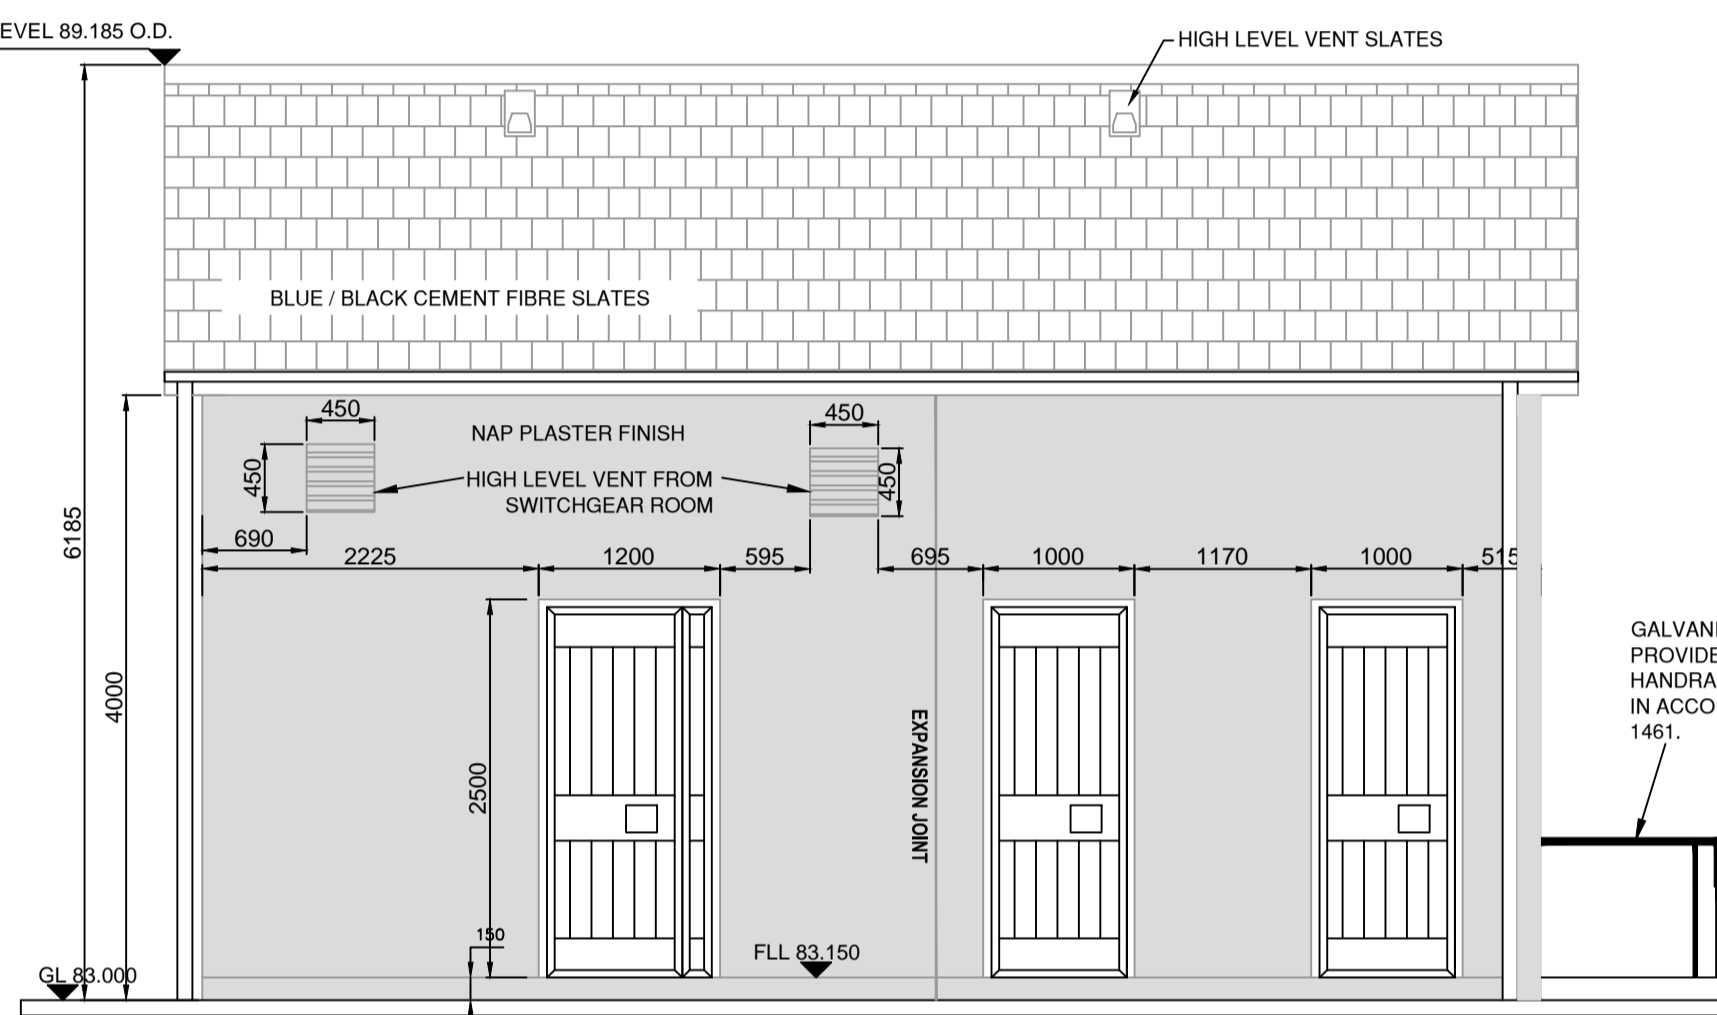 EVEL 89.185 O.D.
HIGH LEVEL VENT SLATES
BLUE / BLACK CEMENT FIBRE SLATES
450
450
NAP PLASTER FINISH
450
HIGH LEVEL VENT FROM
SWITCHGEAR ROOM
450
6185
690
2225
1200
595
695
1000
1170
1000
515
4000
2500
EXPANSION JOINT
GALVANI
PROVIDE
HANDRA
IN ACCO
1461.
150
FLL 83.150
GL 83.000